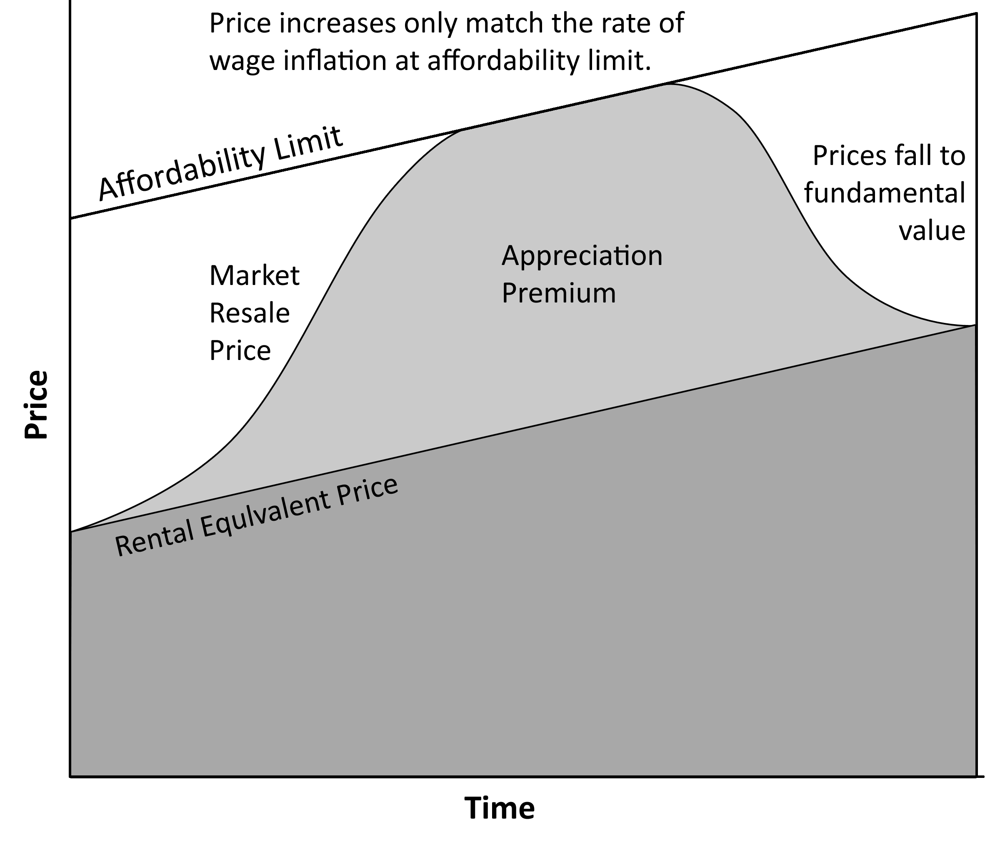 Price increases only match the rate of
wage inflation at affordability limit.
Affordability Limit
Prices fall to
fundamental
value
Market
Resale
Price
Appreciation
Premium
Rental Equlvalent Price
Price
Time